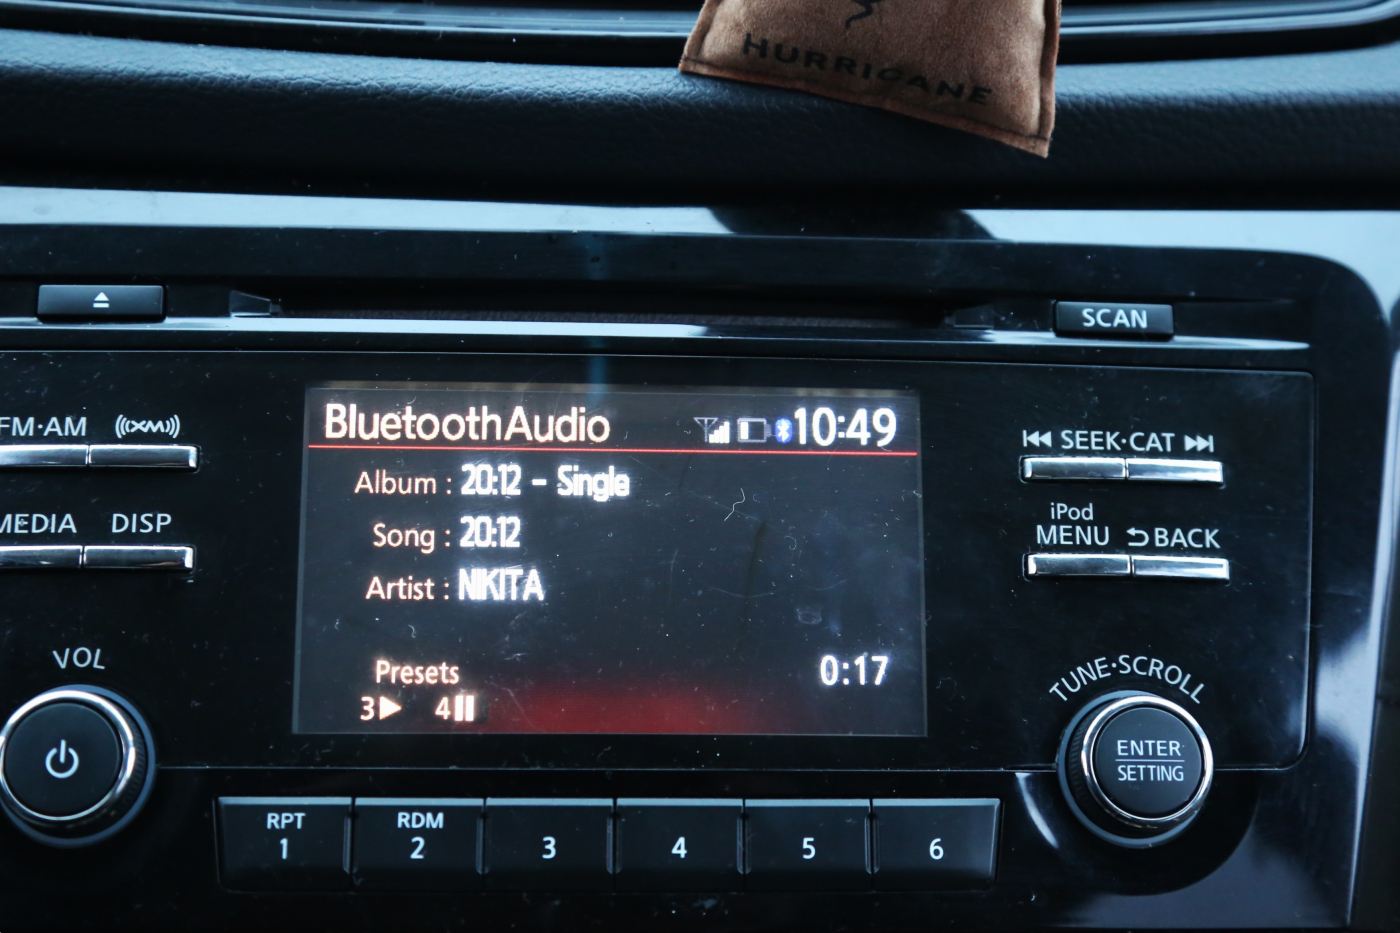 HURRICANE
SCAN
FM·AM
XM
BluetoothAudio 10:49
SEEK·CAT
Album : 20:12 - Single
MEDIA DISP
Song : 20:12
iPod
MENU BACK
Artist : NIKITA
VOL
Presets 0:17
3 4
TUNE·SCROLL
ENTER
SETTING
RPT
1
RDM
2
3
4
5
6